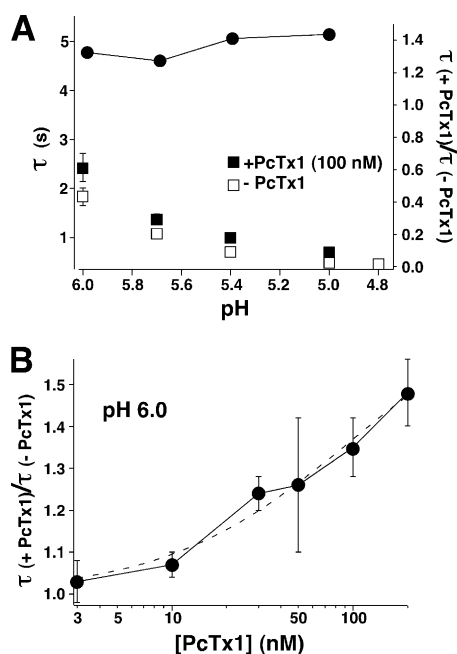 A
5
4
3
2
1
τ (s)
1.4
1.2
1.0
0.8
0.6
0.4
0.2
0.0
τ (+ PcTx1)/τ (- PcTx1)
+PcTx1 (100 nM)
- PcTx1
6.0 5.8 5.6 5.4 5.2 5.0 4.8
pH
B
pH 6.0
1.5
1.4
1.3
1.2
1.1
1.0
τ (+ PcTx1)/τ (- PcTx1)
3 5 10 50 100
[PcTx1] (nM)